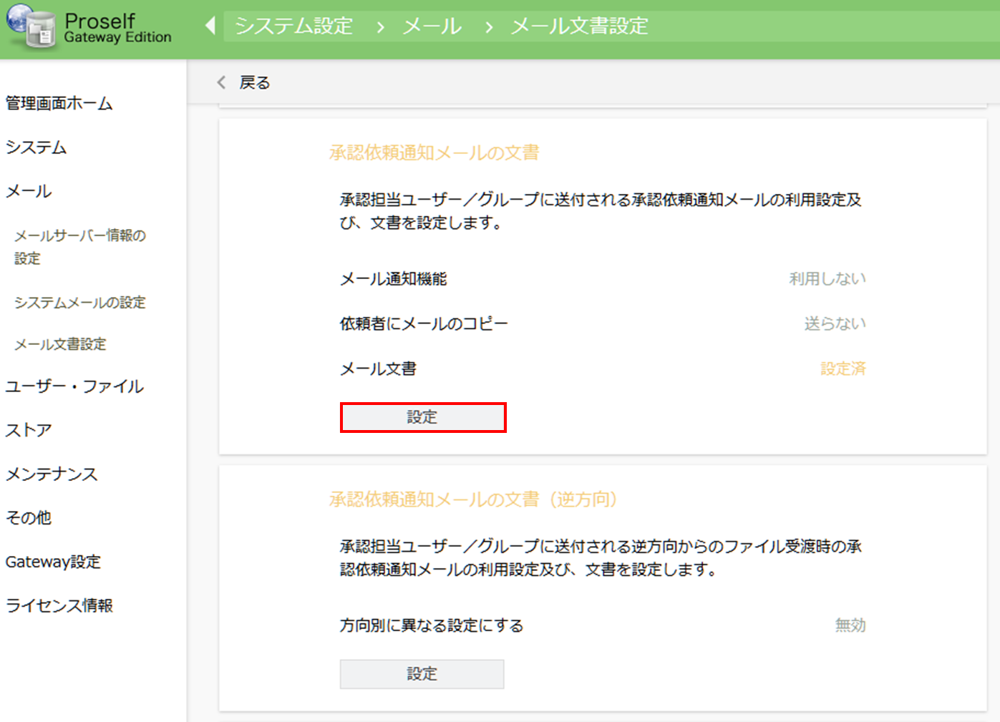 Proself
Gateway Edition
システム設定 › メール › メール文書設定
戻る
管理画面ホーム
システム
メール
メールサーバー情報の
設定
システムメールの設定
メール文書設定
ユーザー・ファイル
ストア
メンテナンス
その他
Gateway設定
ライセンス情報
承認依頼通知メールの文書
承認担当ユーザー／グループに送付される承認依頼通知メールの利用設定及
び、文書を設定します。
メール通知機能 利用しない
依頼者にメールのコピー 送らない
メール文書 設定済
設定
承認依頼通知メールの文書（逆方向）
承認担当ユーザー／グループに送付される逆方向からのファイル受渡時の承
認依頼通知メールの利用設定及び、文書を設定します。
方向別に異なる設定にする 無効
設定